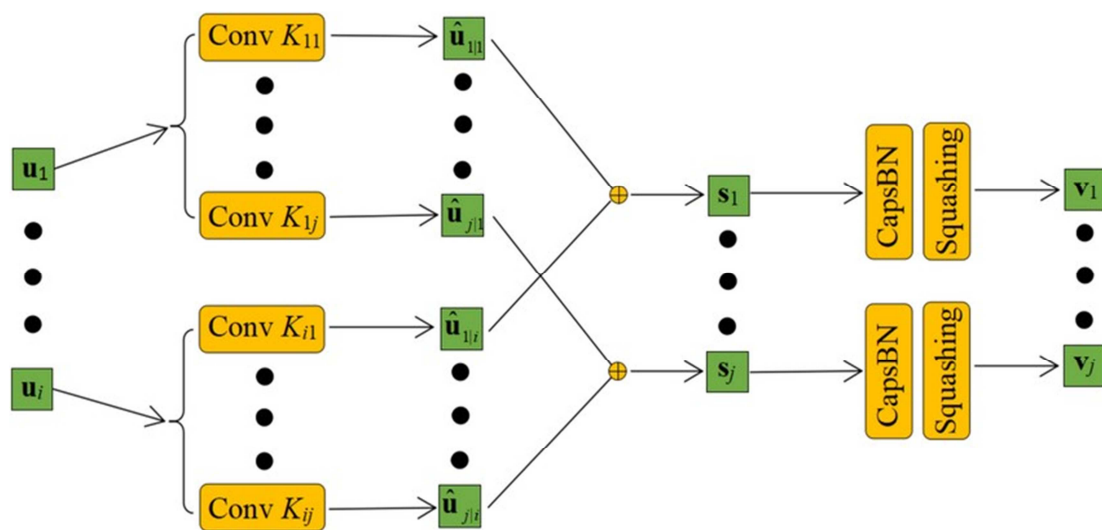 Conv K₁₁
û₁|₁
u₁
Conv K₁ⱼ
ûⱼ|₁
s₁
CapsBN
Squashing
v₁
Conv Kᵢ₁
û₁|ᵢ
uᵢ
sⱼ
CapsBN
Squashing
vⱼ
Conv Kᵢⱼ
ûⱼ|ᵢ